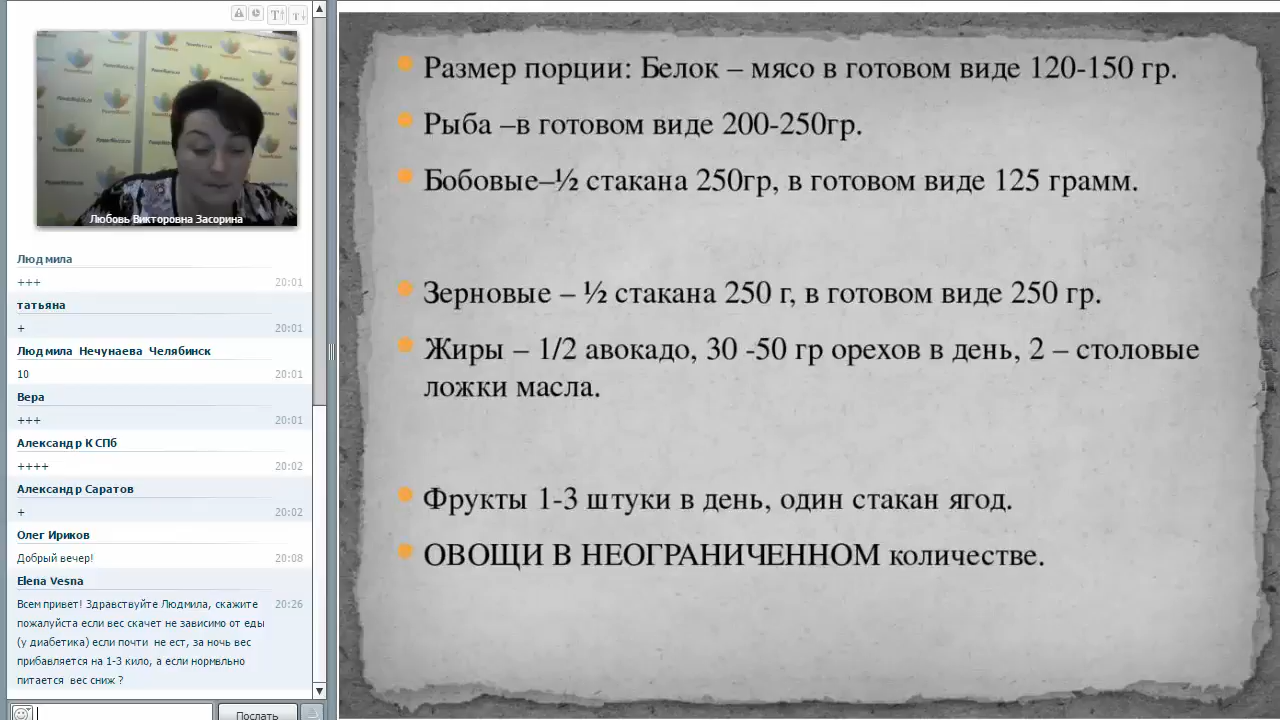 Любовь Викторовна Засорина
Людмила
+++ 20:01
татьяна
+ 20:01
Людмила Нечунаева Челябинск
10 20:01
Вера
+++ 20:01
Александр К СПб
++++ 20:02
Александр Саратов
+ 20:02
Олег Ириков
Добрый вечер! 20:08
Elena Vesna
Всем привет! Здравствуйте Людмила, скажите 20:26
пожалуйста если вес скачет не зависимо от еды
(у диабетика) если почти не ест, за ночь вес
прибавляется на 1-3 кило, а если нормвльно
питается вес сниж ?
Послать
Размер порции: Белок – мясо в готовом виде 120-150 гр.
Рыба –в готовом виде 200-250гр.
Бобовые–½ стакана 250гр, в готовом виде 125 грамм.
Зерновые – ½ стакана 250 г, в готовом виде 250 гр.
Жиры – 1/2 авокадо, 30 -50 гр орехов в день, 2 – столовые
ложки масла.
Фрукты 1-3 штуки в день, один стакан ягод.
ОВОЩИ В НЕОГРАНИЧЕННОМ количестве.